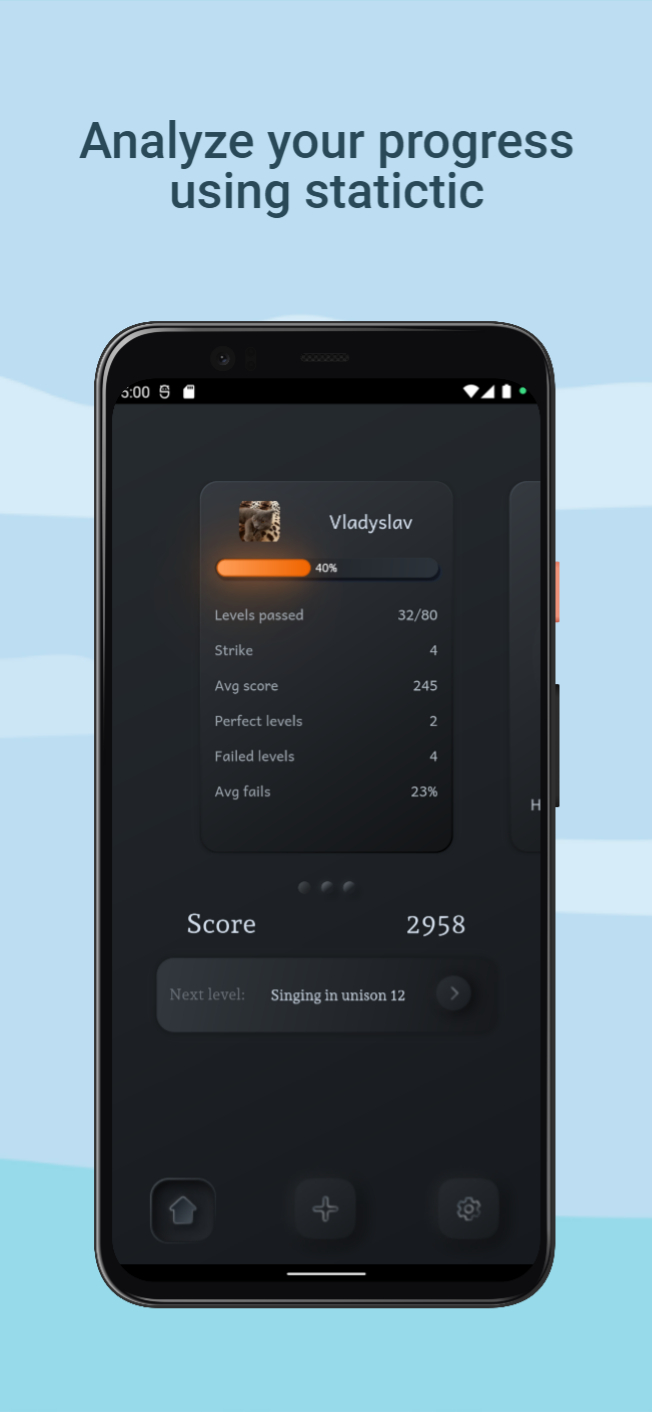 Analyze your progress
using statictic
5:00
Vladyslav
40%
Levels passed 32/80
Strike 4
Avg score 245
Perfect levels 2
Failed levels 4
Avg fails 23%
H
Score 2958
Next level: Singing in unison 12